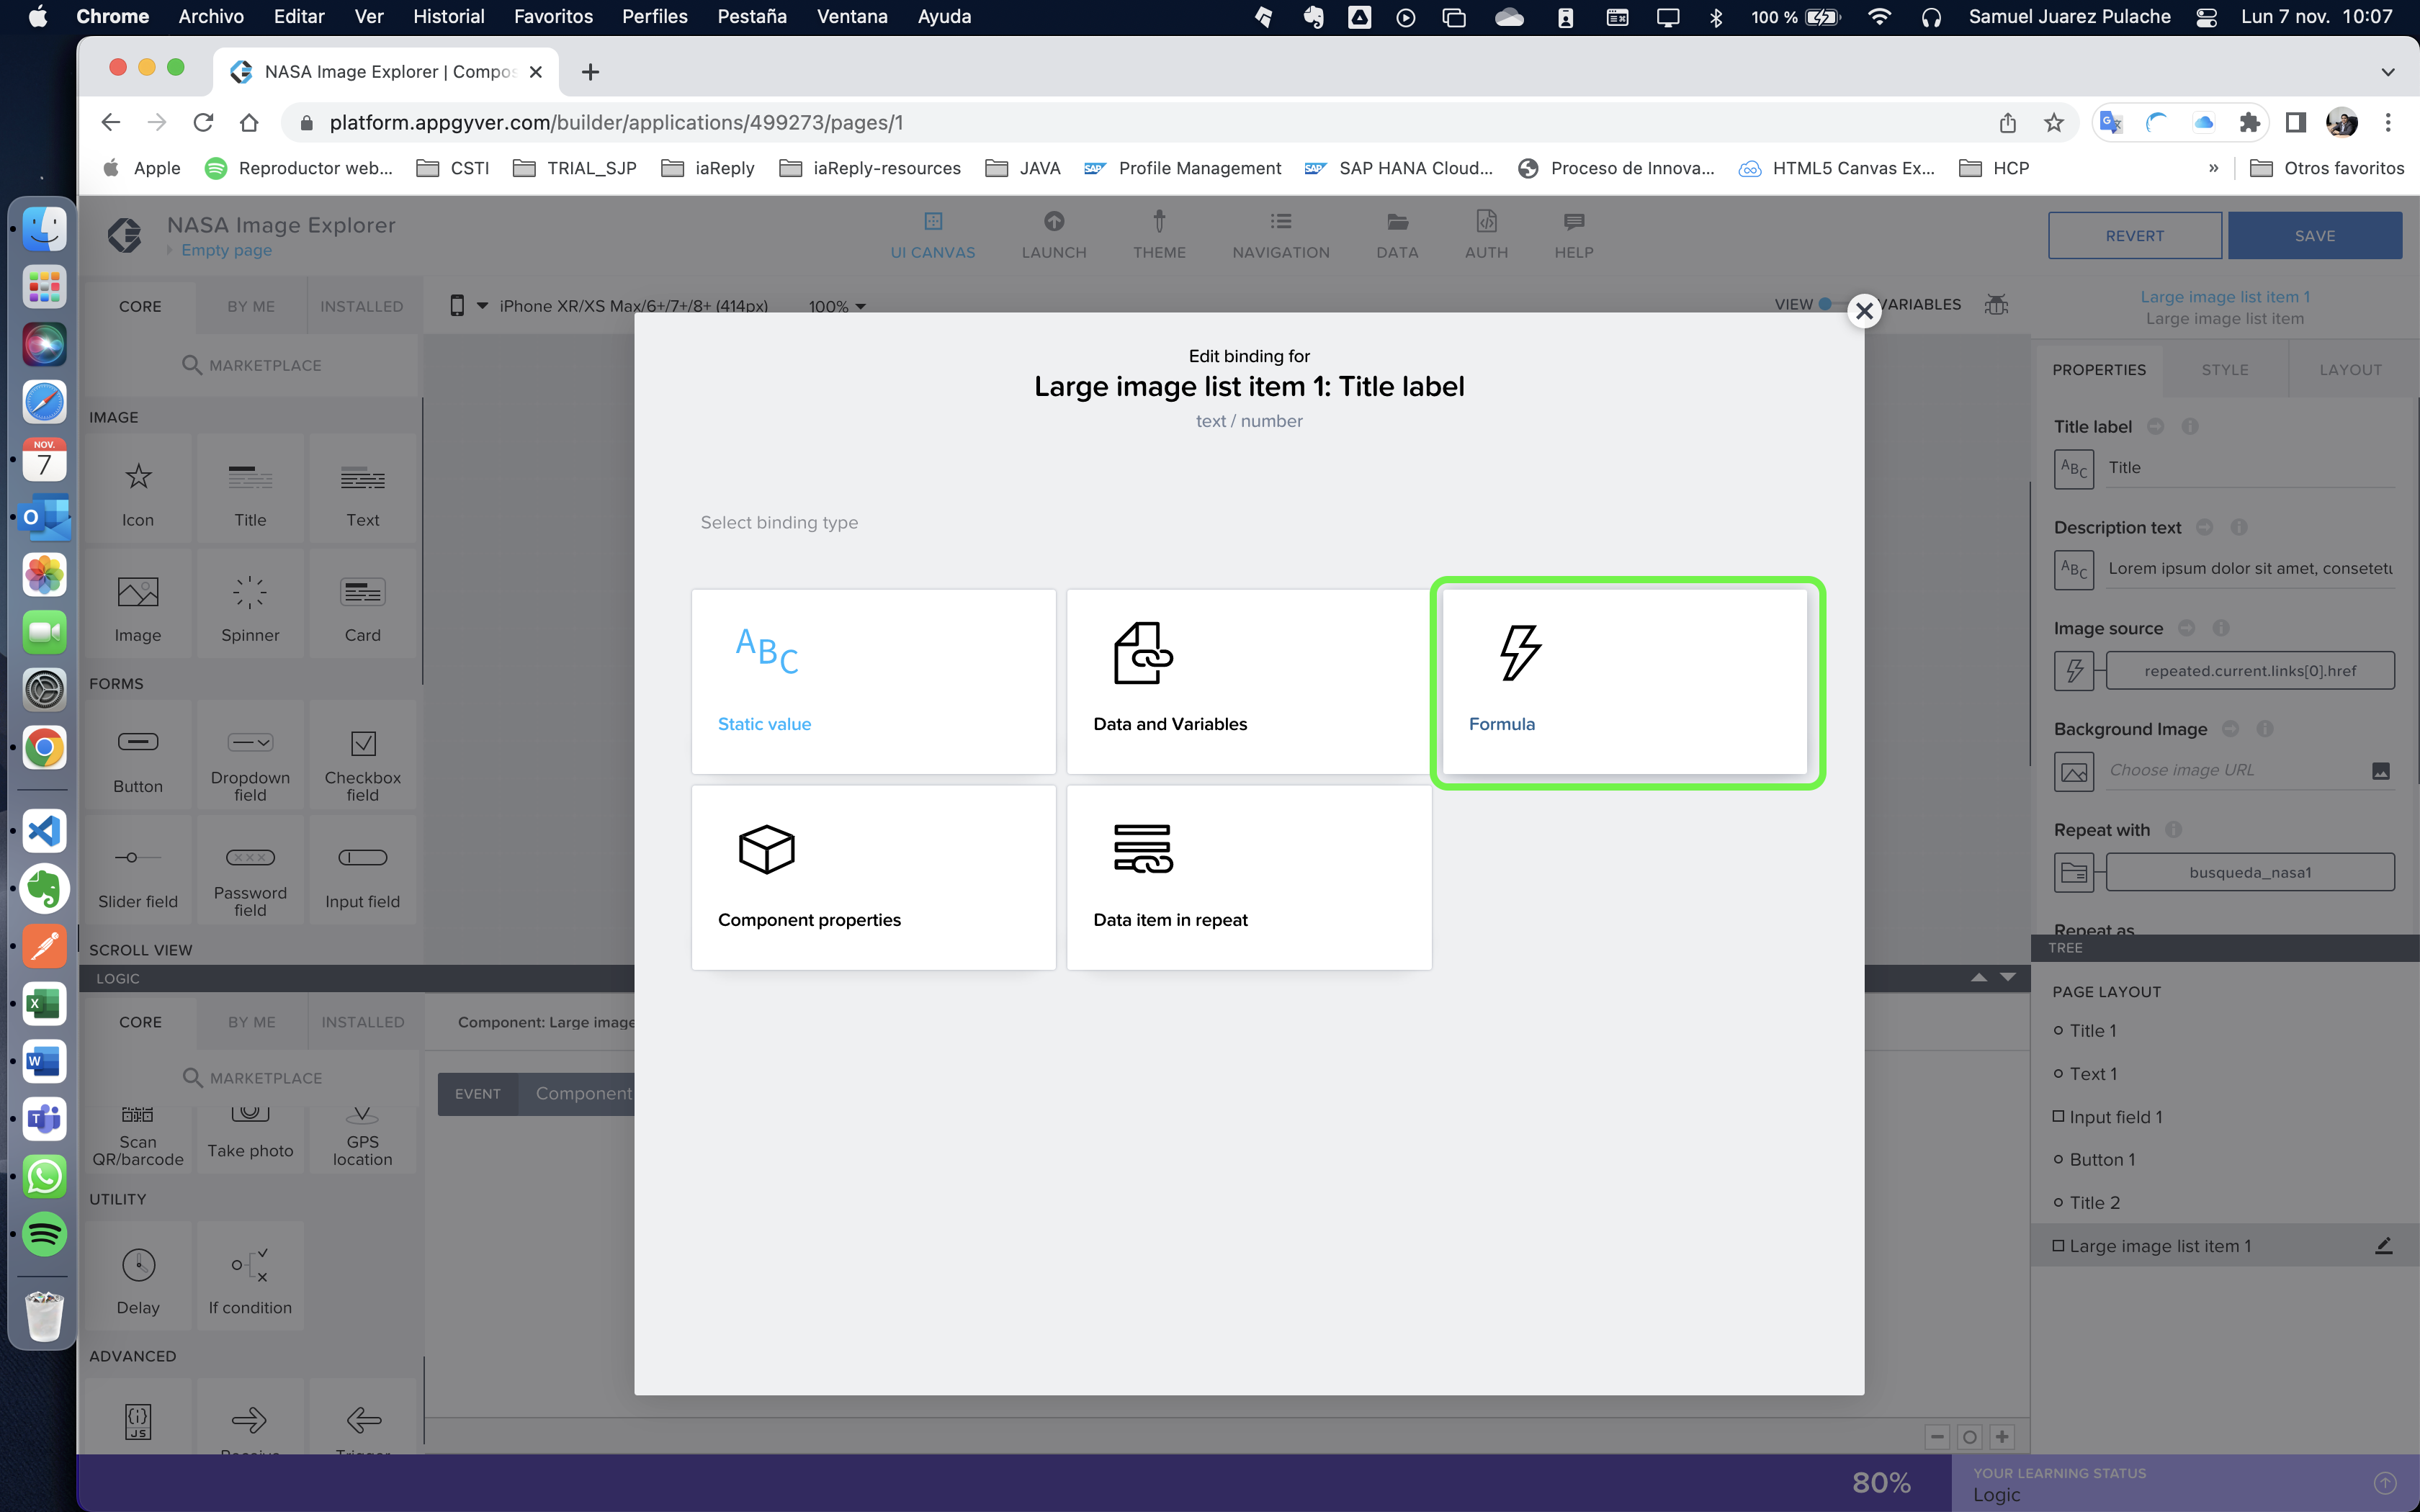 Chrome Archivo Editar Ver Historial Favoritos Perfiles Pestaña Ventana Ayuda 100 % Samuel Juarez Pulache Lun 7 nov. 10:07
NASA Image Explorer | Compos
platform.appgyver.com/builder/applications/499273/pages/1
Apple Reproductor web... CSTI TRIAL_SJP iaReply iaReply-resources JAVA SAP Profile Management SAP SAP HANA Cloud... Proceso de Innova... HTML5 Canvas Ex... HCP » Otros favoritos
NASA Image Explorer
Empty page
UI CANVAS LAUNCH THEME NAVIGATION DATA AUTH HELP
REVERT SAVE
CORE BY ME INSTALLED
iPhone XR/XS Max/6+/7+/8+ (414px) 100%
VIEW VARIABLES
Large image list item 1
Large image list item
MARKETPLACE
IMAGE
Icon Title Text
Image Spinner Card
FORMS
Button Dropdown field Checkbox field
Slider field Password field Input field
SCROLL VIEW
LOGIC
CORE BY ME INSTALLED
MARKETPLACE
Scan QR/barcode Take photo GPS location
UTILITY
Delay If condition
ADVANCED
JS
Component: Large image
EVENT Component
Edit binding for
Large image list item 1: Title label
text / number
Select binding type
ABC
Static value
Data and Variables
Formula
Component properties
Data item in repeat
PROPERTIES STYLE LAYOUT
Title label
ABC Title
Description text
ABC Lorem ipsum dolor sit amet, consetetu
Image source
repeated.current.links[0].href
Background Image
Choose image URL
Repeat with
busqueda_nasa1
Repeat as
TREE
PAGE LAYOUT
Title 1
Text 1
Input field 1
Button 1
Title 2
Large image list item 1
80%
YOUR LEARNING STATUS
Logic
NOV.
7